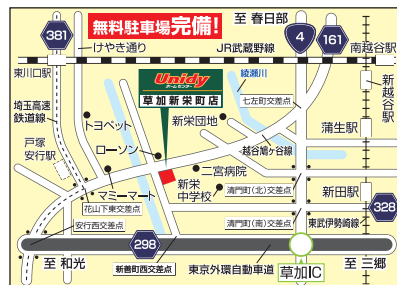 無料駐車場完備!
至 春日部
381
けやき通り
JR武蔵野線
4
161
南越谷駅
東川口駅
Unidy
ホームセンター
草加新栄町店
綾瀬川
新越谷駅
埼玉高速
鉄道線
七左町交差点
トヨペット
新栄団地
蒲生駅
戸塚
安行駅
ローソン
越谷鳩ヶ谷線
二宮病院
マミーマート
新栄
中学校
清門町(北)交差点
新田駅
花山下東交差点
328
安行西交差点
清門町(南)交差点
東武伊勢崎線
298
至 和光
新善町西交差点
東京外環自動車道
草加IC
至 三郷